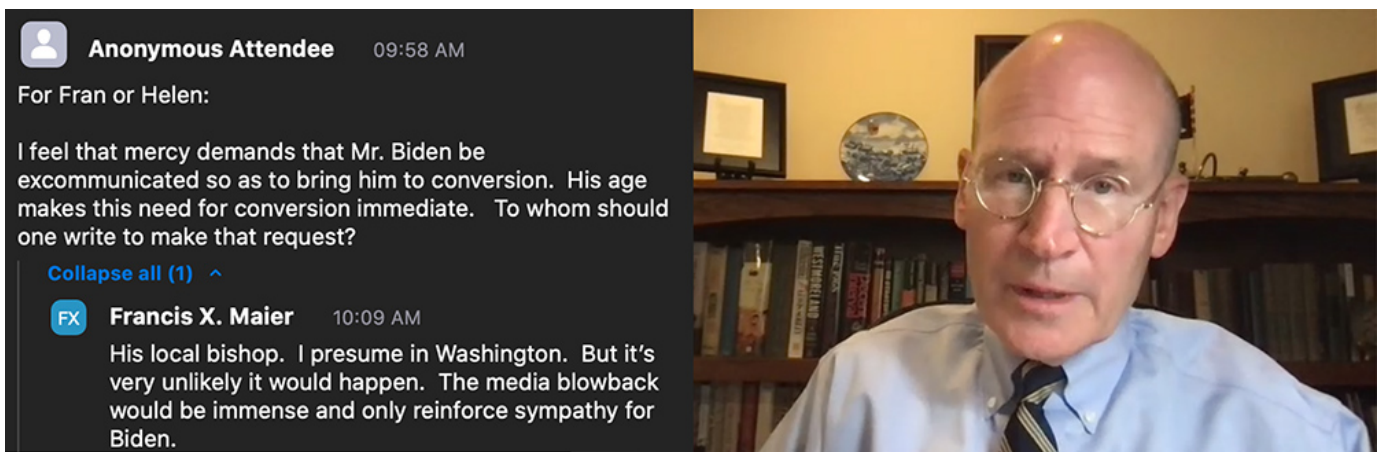 Anonymous Attendee 09:58 AM
For Fran or Helen:
I feel that mercy demands that Mr. Biden be
excommunicated so as to bring him to conversion.  His age
makes this need for conversion immediate.   To whom should
one write to make that request?
Collapse all (1)
FX Francis X. Maier 10:09 AM
His local bishop.  I presume in Washington.  But it’s
very unlikely it would happen.  The media blowback
would be immense and only reinforce sympathy for
Biden.
WESTMORELAND